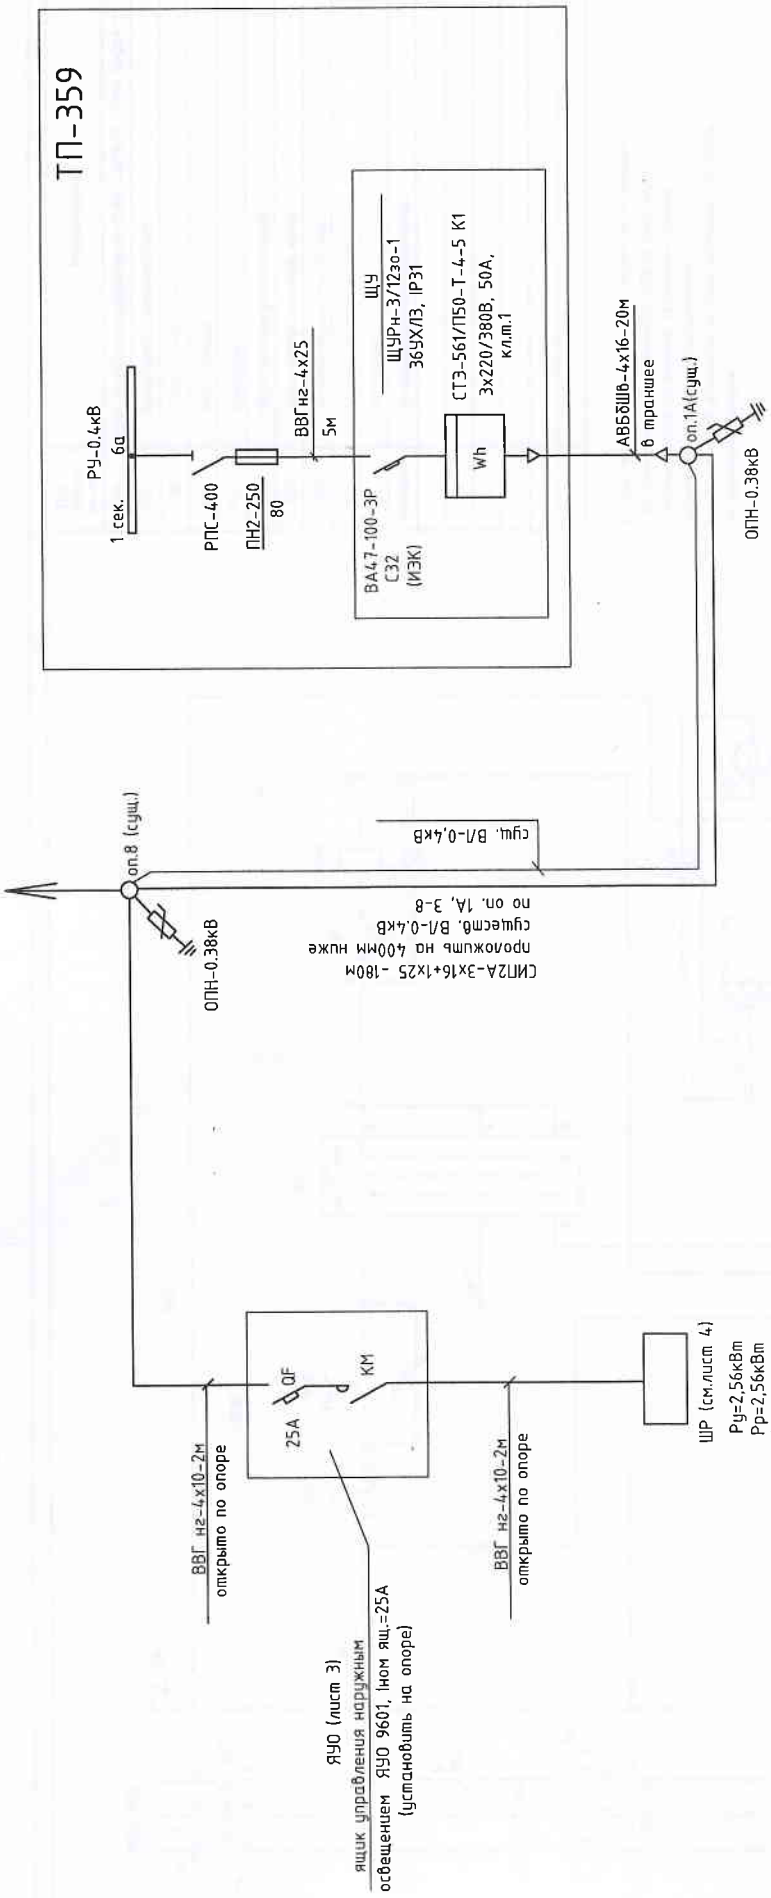 ТП-359
РУ-0.4кВ
1 сек.
6а
РПС-400
ПН2-250
80
ВВГнг-4х25
5м
ЩУ
ЩУРн-3/12зо-1
36УХЛ3, IP31
ВА47-100-3Р
С32
(ИЭК)
СТЭ-561/П50-Т-4-5 К1
3х220/380В, 50А,
кл.т.1
Wh
АВБбШв-4х16-20м
в траншее
оп.1А(сущ.)
ОПН-0.38кВ
оп.8 (сущ.)
ОПН-0.38кВ
сущ. ВЛ-0,4кВ
СИП2А-3х16+1х25 -180м
проложить на 400мм ниже
существ. ВЛ-0.4кВ
по оп. 1А, 3-8
ВВГ нг-4х10-2м
открыто по опоре
25А
QF
КМ
ЯУО (лист 3)
ящик управления наружным
освещением ЯУО 9601, Iном ящ.=25А
(установить на опоре)
ВВГ нг-4х10-2м
открыто по опоре
ШР (см.лист 4)
Ру=2,56кВт
Рр=2,56кВт